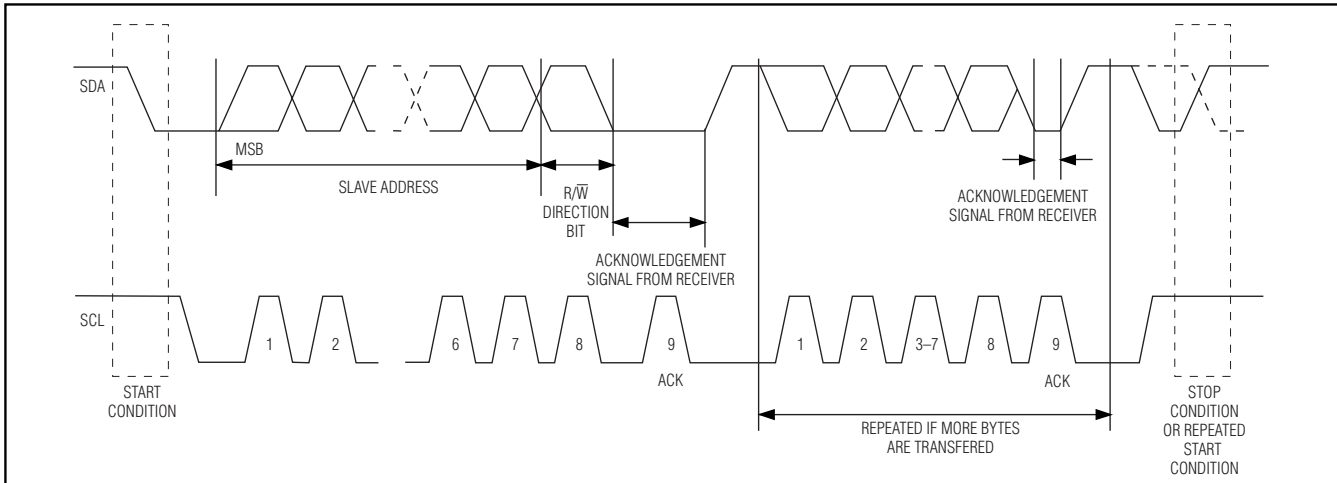 SDA
MSB
SLAVE ADDRESS
R/W̅
DIRECTION
BIT
ACKNOWLEDGEMENT
SIGNAL FROM RECEIVER
ACKNOWLEDGEMENT
SIGNAL FROM RECEIVER
SCL
1 2 6 7 8 9 1 2 3–7 8 9
ACK ACK
START
CONDITION
REPEATED IF MORE BYTES
ARE TRANSFERED
STOP
CONDITION
OR REPEATED
START
CONDITION